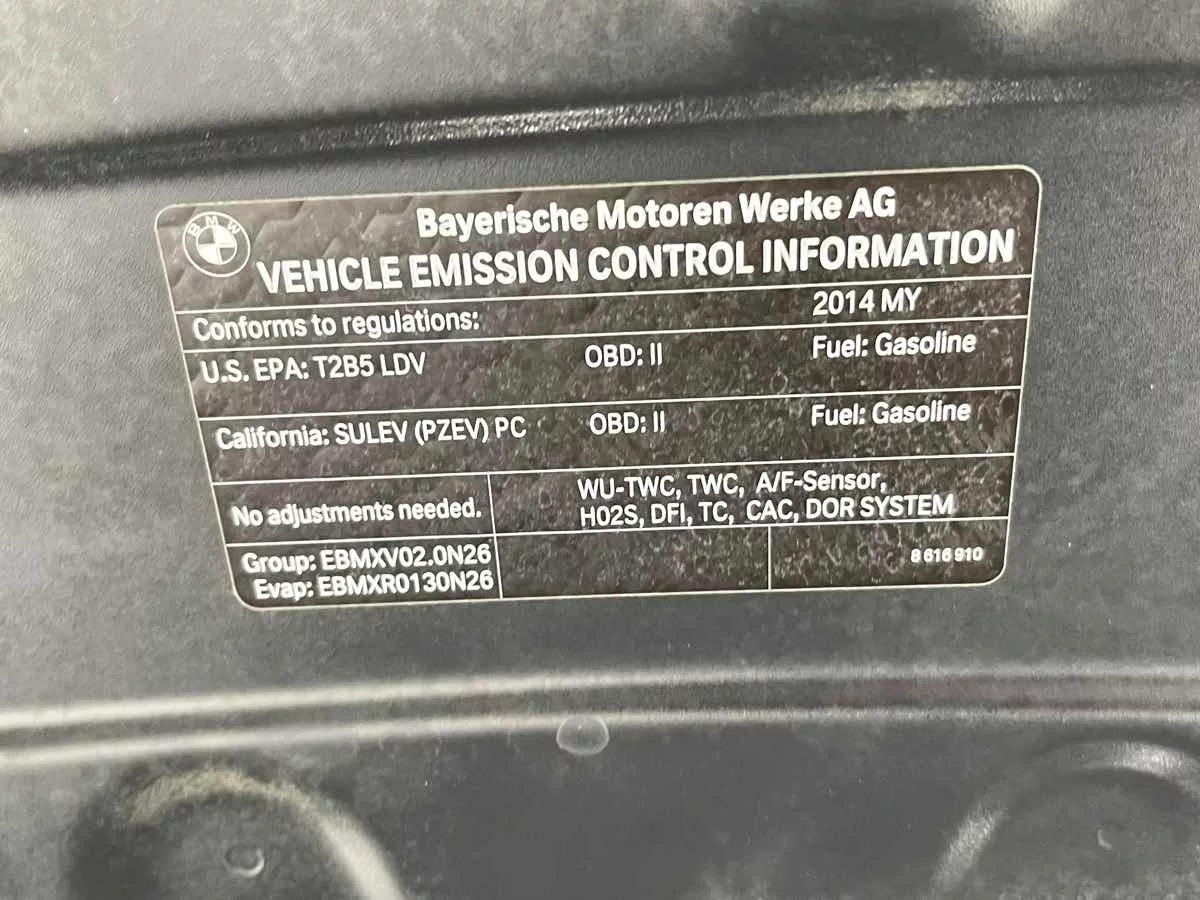 BMW
Bayerische Motoren Werke AG
VEHICLE EMISSION CONTROL INFORMATION
Conforms to regulations: 2014 MY
U.S. EPA: T2B5 LDV OBD: II Fuel: Gasoline
California: SULEV (PZEV) PC OBD: II Fuel: Gasoline
No adjustments needed.
WU-TWC, TWC, A/F-Sensor,
H02S, DFI, TC, CAC, DOR SYSTEM
Group: EBMXV02.0N26
Evap: EBMXR0130N26
8 616 910